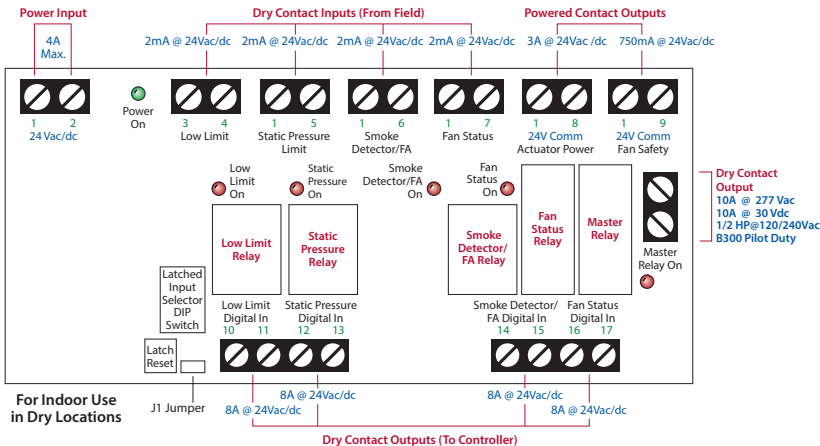 Power Input
Dry Contact Inputs (From Field)
Powered Contact Outputs
4A
Max.
2mA @ 24Vac/dc
2mA @ 24Vac/dc
2mA @ 24Vac/dc
2mA @ 24Vac/dc
3A @ 24Vac /dc
750mA @ 24Vac/dc
1 2
24 Vac/dc
Power
On
3 4
Low Limit
1 5
Static Pressure
Limit
1 6
Smoke
Detector/FA
1 7
Fan Status
1 8
24V Comm
Actuator Power
1 9
24V Comm
Fan Safety
Low
Limit
On
Static
Pressure
On
Smoke
Detector/FA
On
Fan
Status
On
Low Limit
Relay
Static
Pressure
Relay
Smoke
Detector/
FA Relay
Fan
Status
Relay
Master
Relay
Master
Relay On
Dry Contact
Output
10A @ 277 Vac
10A @ 30 Vdc
1/2 HP@120/240Vac
B300 Pilot Duty
Latched
Input
Selector
DIP
Switch
Latch
Reset
J1 Jumper
Low Limit
Digital In
10 11
Static Pressure
Digital In
12 13
Smoke Detector/
FA Digital In
14 15
Fan Status
Digital In
16 17
For Indoor Use
in Dry Locations
8A @ 24Vac/dc
8A @ 24Vac/dc
8A @ 24Vac/dc
8A @ 24Vac/dc
Dry Contact Outputs (To Controller)